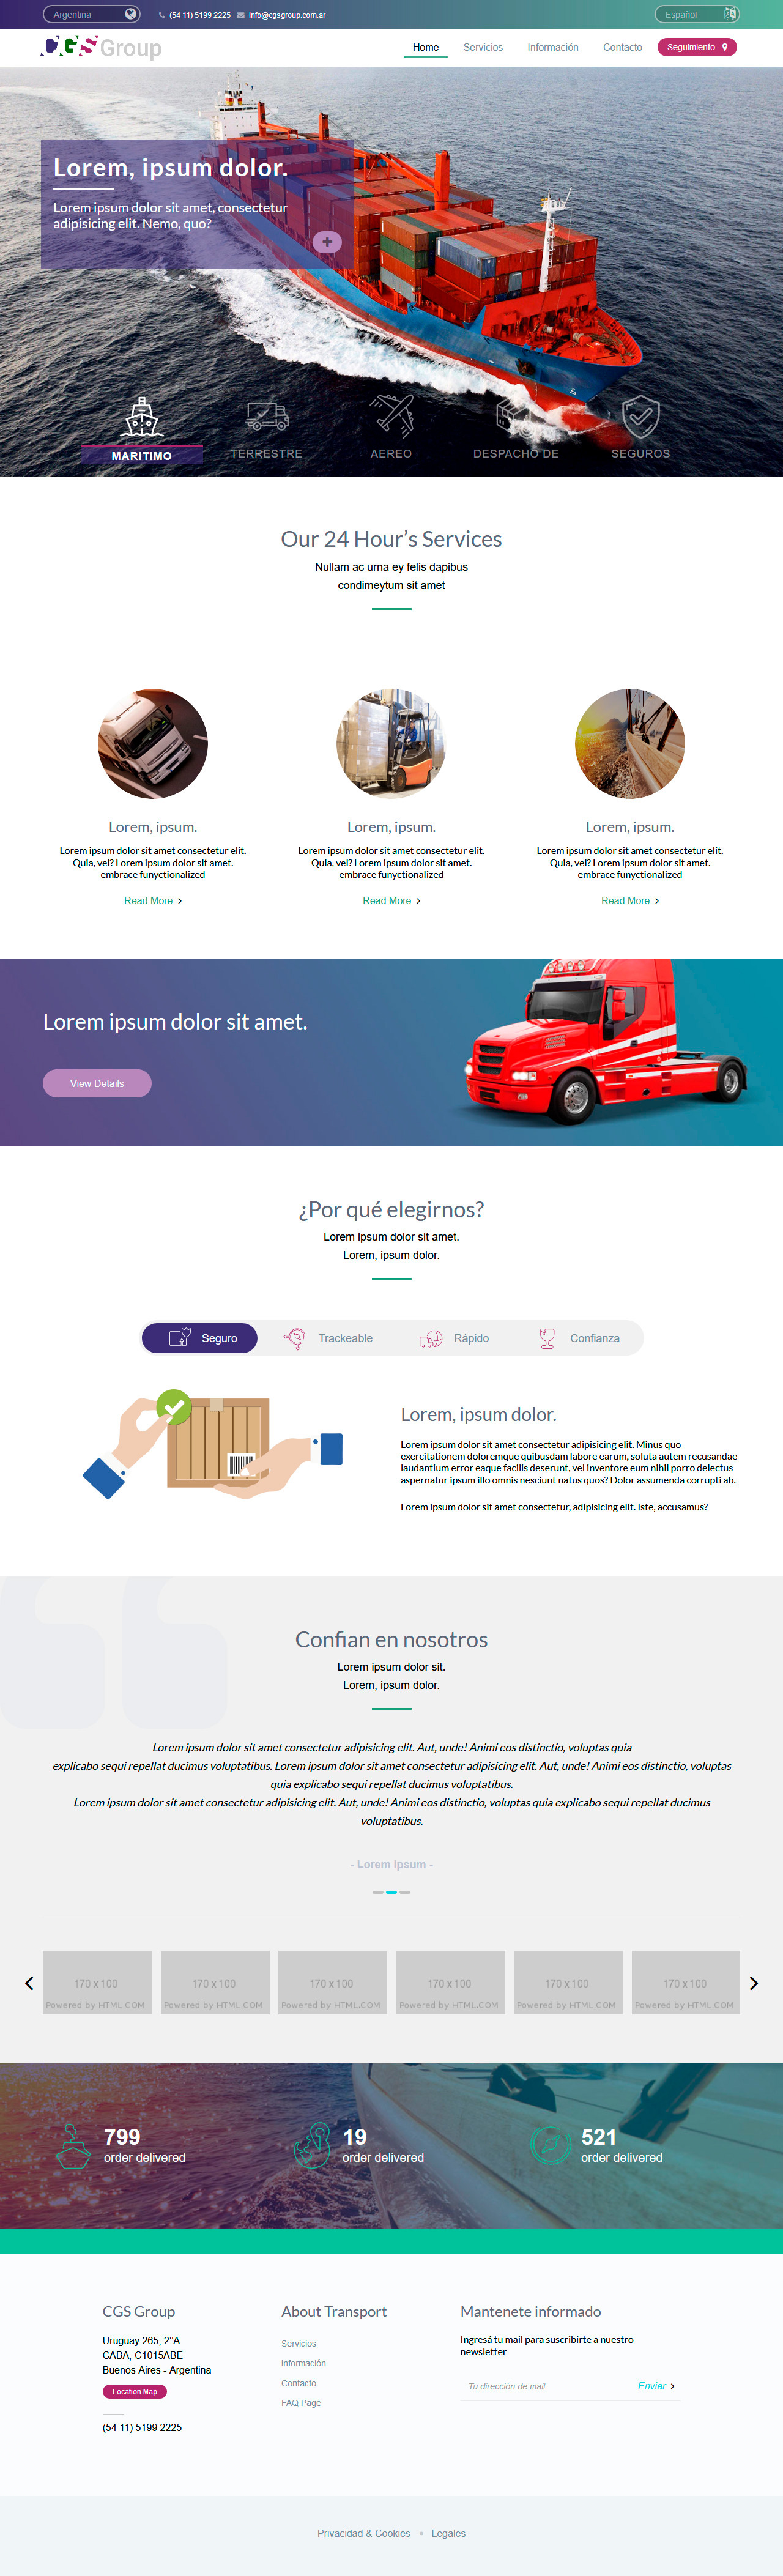 Argentina
(54 11) 5199 2225
info@cgsgroup.com.ar
Español
CGS Group
Home
Servicios
Información
Contacto
Seguimiento
Lorem, ipsum dolor.
Lorem ipsum dolor sit amet, consectetur
adipisicing elit. Nemo, quo?
MARITIMO
TERRESTRE
AEREO
DESPACHO DE
SEGUROS
Our 24 Hour’s Services
Nullam ac urna ey felis dapibus
condimeytum sit amet
Lorem, ipsum.
Lorem ipsum dolor sit amet consectetur elit.
Quia, vel? Lorem ipsum dolor sit amet.
embrace funyctionalized
Read More
Lorem, ipsum.
Lorem ipsum dolor sit amet consectetur elit.
Quia, vel? Lorem ipsum dolor sit amet.
embrace funyctionalized
Read More
Lorem, ipsum.
Lorem ipsum dolor sit amet consectetur elit.
Quia, vel? Lorem ipsum dolor sit amet.
embrace funyctionalized
Read More
Lorem ipsum dolor sit amet.
View Details
¿Por qué elegirnos?
Lorem ipsum dolor sit amet.
Lorem, ipsum dolor.
Seguro
Trackeable
Rápido
Confianza
Lorem, ipsum dolor.
Lorem ipsum dolor sit amet consectetur adipisicing elit. Minus quo
exercitationem doloremque quibusdam labore earum, soluta autem recusandae
laudantium error eaque facilis deserunt, vel inventore eum nihil porro delectus
aspernatur ipsum illo omnis nesciunt natus quos? Dolor assumenda corrupti ab.
Lorem ipsum dolor sit amet consectetur, adipisicing elit. Iste, accusamus?
Confian en nosotros
Lorem ipsum dolor sit.
Lorem, ipsum dolor.
Lorem ipsum dolor sit amet consectetur adipisicing elit. Aut, unde! Animi eos distinctio, voluptas quia
explicabo sequi repellat ducimus voluptatibus. Lorem ipsum dolor sit amet consectetur adipisicing elit. Aut, unde! Animi eos distinctio, voluptas
quia explicabo sequi repellat ducimus voluptatibus.
Lorem ipsum dolor sit amet consectetur adipisicing elit. Aut, unde! Animi eos distinctio, voluptas quia explicabo sequi repellat ducimus
voluptatibus.
- Lorem Ipsum -
170 x 100
Powered by HTML.COM
170 x 100
Powered by HTML.COM
170 x 100
Powered by HTML.COM
170 x 100
Powered by HTML.COM
170 x 100
Powered by HTML.COM
170 x 100
Powered by HTML.COM
799
order delivered
19
order delivered
521
order delivered
CGS Group
Uruguay 265, 2°A
CABA, C1015ABE
Buenos Aires - Argentina
Location Map
(54 11) 5199 2225
About Transport
Servicios
Información
Contacto
FAQ Page
Mantenete informado
Ingresá tu mail para suscribirte a nuestro
newsletter
Tu dirección de mail
Enviar
Privacidad & Cookies
Legales